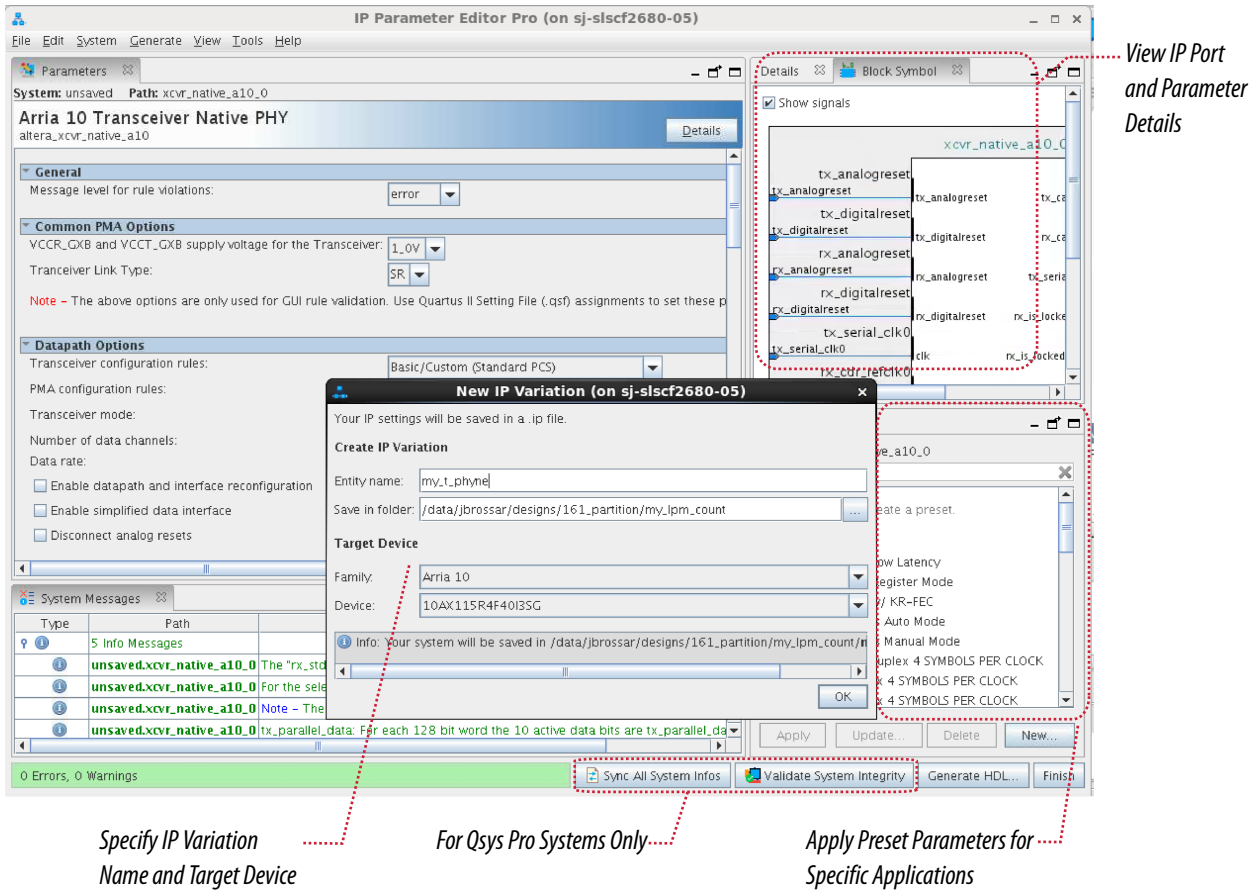 IP Parameter Editor Pro (on sj-slscf2680-05)
File Edit System Generate View Tools Help
Parameters
System: unsaved Path: xcvr_native_a10_0
Arria 10 Transceiver Native PHY
altera_xcvr_native_a10
Details
General
Message level for rule violations: error
Common PMA Options
VCCR_GXB and VCCT_GXB supply voltage for the Transceiver: 1_0V
Tranceiver Link Type: SR
Note – The above options are only used for GUI rule validation. Use Quartus II Setting File (.qsf) assignments to set these p
Datapath Options
Transceiver configuration rules: Basic/Custom (Standard PCS)
PMA configuration rules:
Transceiver mode:
Number of data channels:
Data rate:
Enable datapath and interface reconfiguration
Enable simplified data interface
Disconnect analog resets
Details Block Symbol
Show signals
xcvr_native_a10_0
tx_analogreset
tx_analogreset tx_analogreset tx_ca
tx_digitalreset
tx_digitalreset tx_digitalreset rx_ca
rx_analogreset
rx_analogreset rx_analogreset tx_seria
rx_digitalreset
rx_digitalreset rx_digitalreset rx_is_locke
tx_serial_clk0
tx_serial_clk0 clk rx_is_locked
rx_cdr_refclk0
View IP Port
and Parameter
Details
New IP Variation (on sj-slscf2680-05)
Your IP settings will be saved in a .ip file.
Create IP Variation
Entity name: my_t_phyne
Save in folder: /data/jbrossar/designs/161_partition/my_lpm_count ...
Target Device
Family: Arria 10
Device: 10AX115R4F40I3SG
Info: Your system will be saved in /data/jbrossar/designs/161_partition/my_lpm_count/m
OK
ve_a10_0
eate a preset.
ow Latency
egister Mode
/ KR-FEC
Auto Mode
Manual Mode
uplex 4 SYMBOLS PER CLOCK
x 4 SYMBOLS PER CLOCK
x 4 SYMBOLS PER CLOCK
Apply Update... Delete New...
System Messages
Type Path
5 Info Messages
unsaved.xcvr_native_a10_0 The "rx_std
unsaved.xcvr_native_a10_0 For the sele
unsaved.xcvr_native_a10_0 Note – The
unsaved.xcvr_native_a10_0 tx_parallel_data: For each 128 bit word the 10 active data bits are tx_parallel_da
0 Errors, 0 Warnings
Sync All System Infos Validate System Integrity Generate HDL... Finish
Specify IP Variation
Name and Target Device
For Qsys Pro Systems Only
Apply Preset Parameters for
Specific Applications